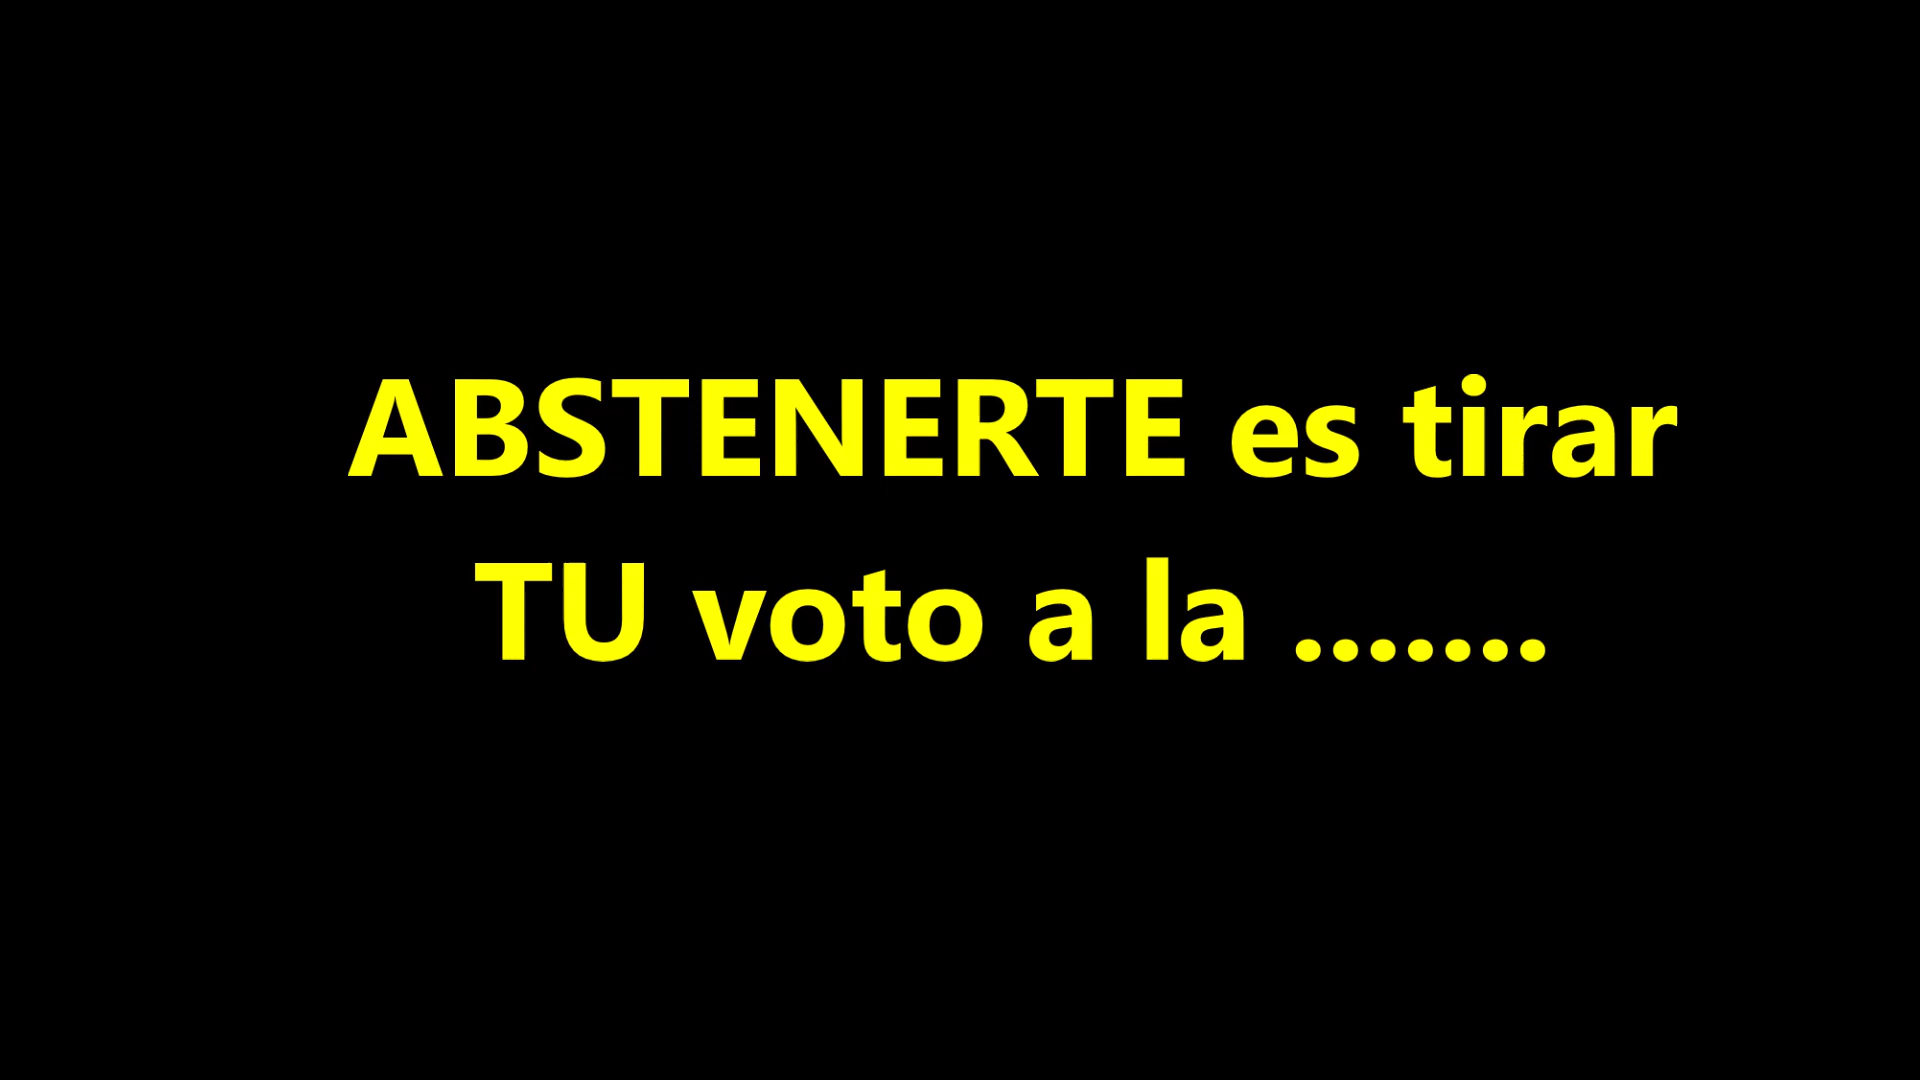 ABSTENERTE es tirar
TU voto a la .......